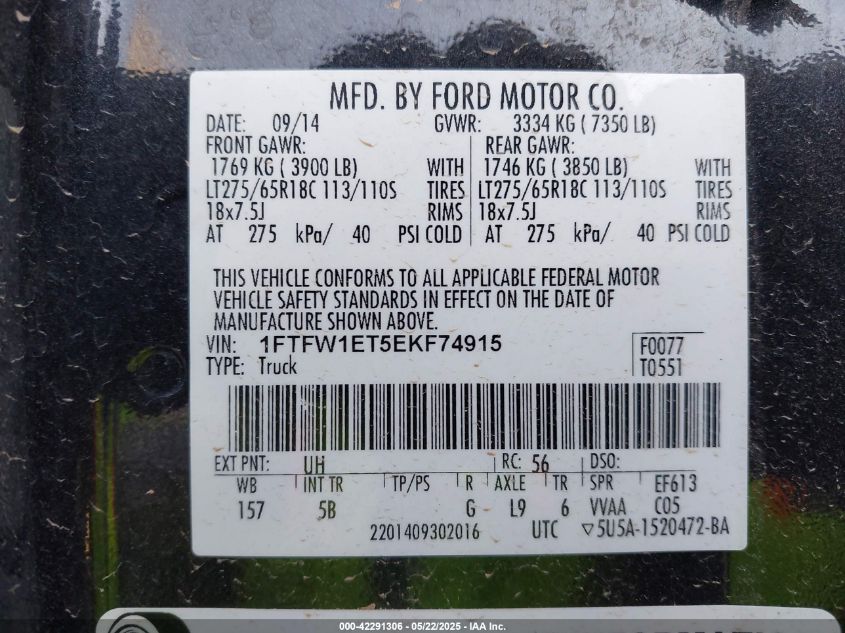 MFD. BY FORD MOTOR CO.
DATE: 09/14 GVWR: 3334 KG ( 7350 LB)
FRONT GAWR: REAR GAWR:
1769 KG ( 3900 LB) WITH 1746 KG ( 3850 LB) WITH
LT275/65R18C 113/110S TIRES LT275/65R18C 113/110S TIRES
18x7.5J RIMS 18x7.5J RIMS
AT 275 kPa/ 40 PSI COLD AT 275 kPa/ 40 PSI COLD
THIS VEHICLE CONFORMS TO ALL APPLICABLE FEDERAL MOTOR
VEHICLE SAFETY STANDARDS IN EFFECT ON THE DATE OF
MANUFACTURE SHOWN ABOVE.
VIN: 1FTFW1ET5EKF74915 F0077
TYPE: Truck T0551
EXT PNT: UH RC: 56 DSO:
WB INT TR TP/PS R AXLE TR SPR EF613
157 5B G L9 6 VVAA C05
2201409302016 UTC ▽5U5A-1520472-BA
000-42291306 - 05/22/2025 - IAA Inc.